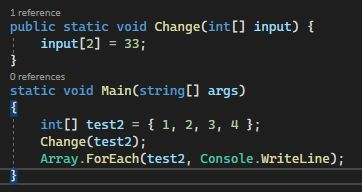 1 reference
public static void Change(int[] input) {
    input[2] = 33;
}
0 references
static void Main(string[] args)
{
    int[] test2 = { 1, 2, 3, 4 };
    Change(test2);
    Array.ForEach(test2, Console.WriteLine);
}